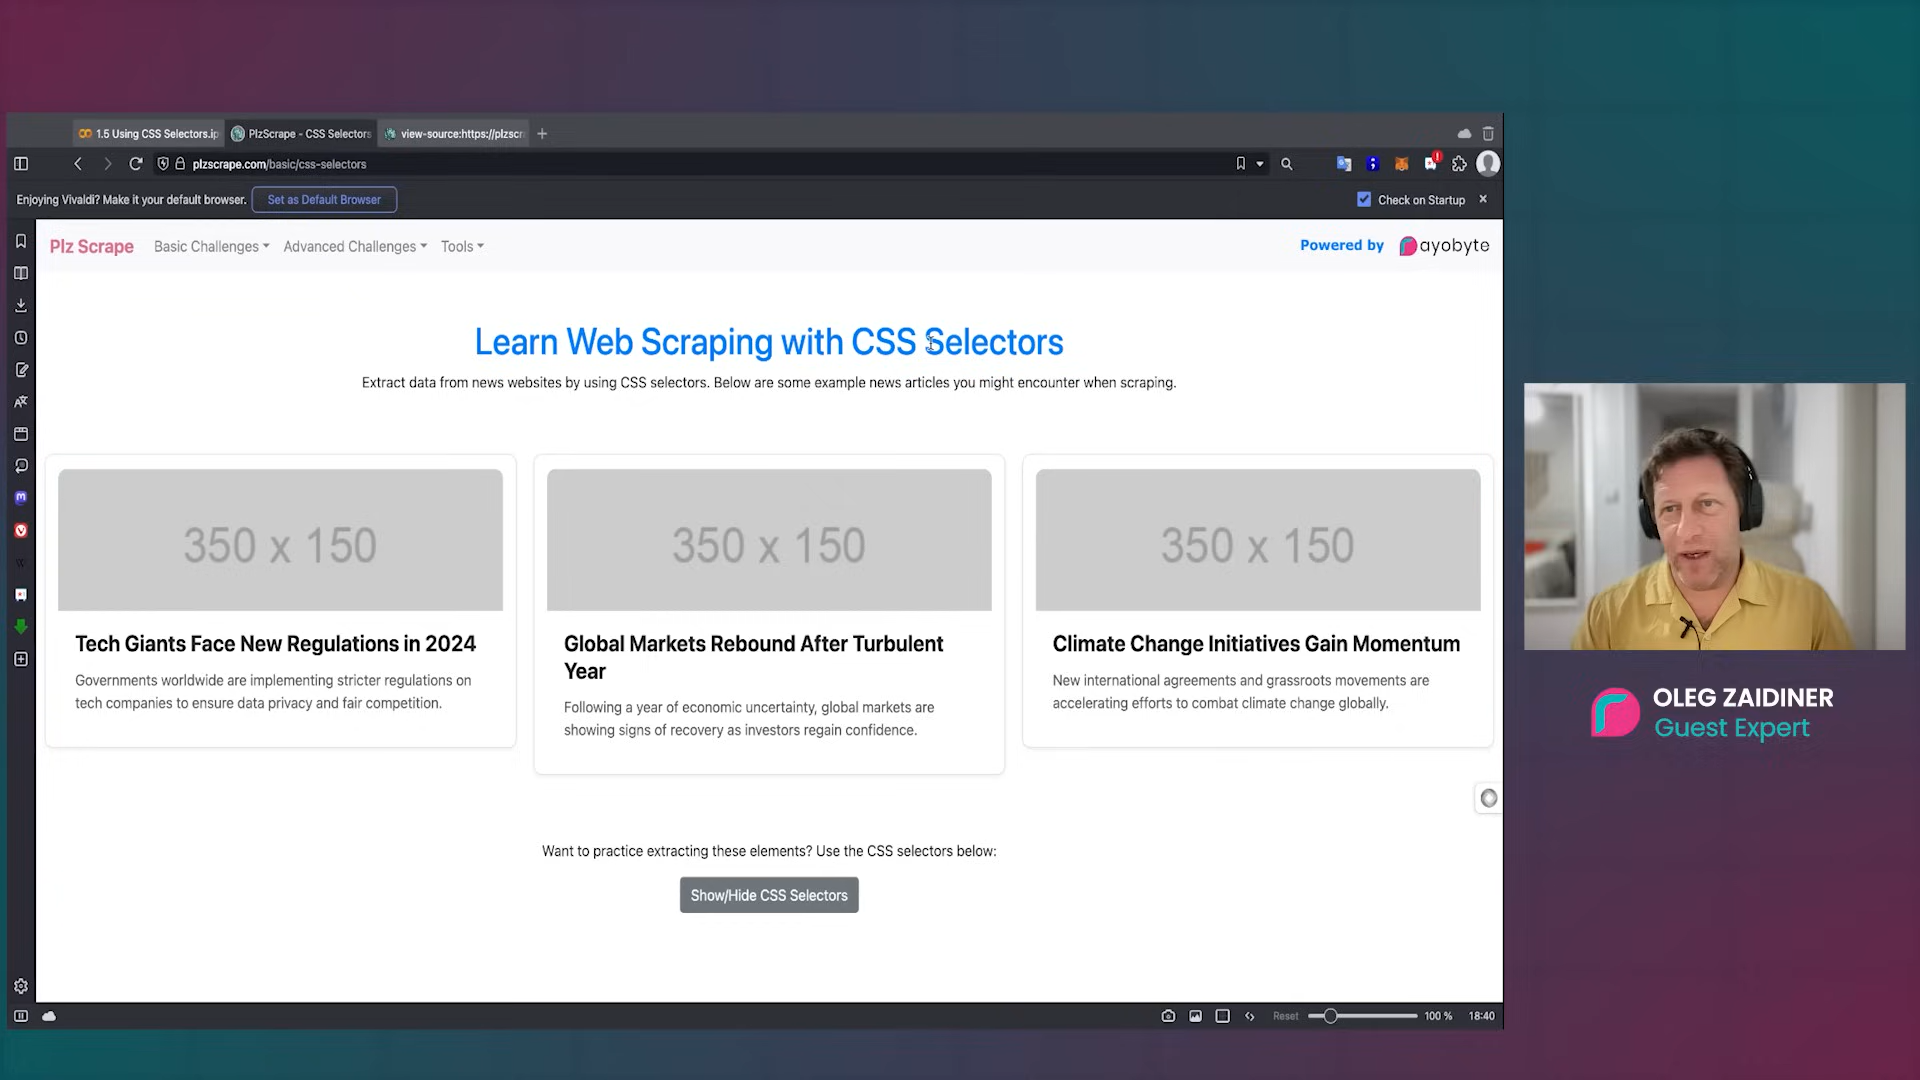 1.5 Using CSS Selectors.ip
PlzScrape - CSS Selectors
view-source:https://plzscr
plzscrape.com/basic/css-selectors
Enjoying Vivaldi? Make it your default browser.
Set as Default Browser
Check on Startup
Plz Scrape
Basic Challenges
Advanced Challenges
Tools
Powered by
ayobyte
Learn Web Scraping with CSS Selectors
Extract data from news websites by using CSS selectors. Below are some example news articles you might encounter when scraping.
350 x 150
350 x 150
350 x 150
Tech Giants Face New Regulations in 2024
Governments worldwide are implementing stricter regulations on
tech companies to ensure data privacy and fair competition.
Global Markets Rebound After Turbulent
Year
Following a year of economic uncertainty, global markets are
showing signs of recovery as investors regain confidence.
Climate Change Initiatives Gain Momentum
New international agreements and grassroots movements are
accelerating efforts to combat climate change globally.
OLEG ZAIDINER
Guest Expert
Want to practice extracting these elements? Use the CSS selectors below:
Show/Hide CSS Selectors
Reset
100 %
18:40